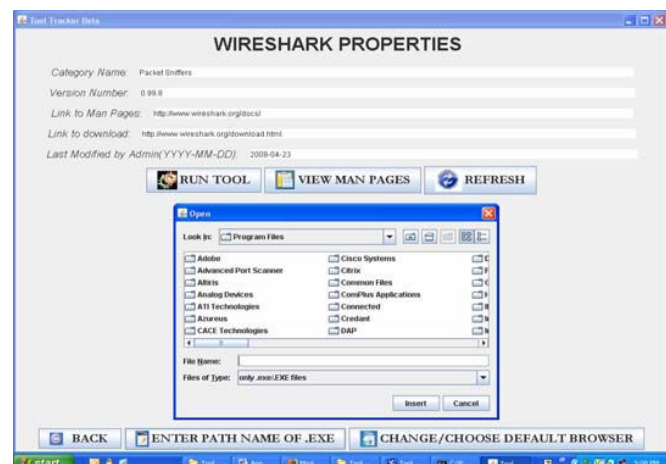 Tool Tracker Beta
WIRESHARK PROPERTIES
Category Name: Packet Sniffers
Version Number: 0.99.8
Link to Man Pages: http://www.wireshark.org/docs/
Link to download: http://www.wireshark.org/download.html
Last Modified by Admin(YYYY-MM-DD): 2008-04-23
RUN TOOL VIEW MAN PAGES REFRESH
Open
Look In: Program Files
Adobe Cisco Systems
Advanced Port Scanner Citrix
Altiris Common Files
Analog Devices ComPlus Applications
ATI Technologies Connected
Azureus Credant
CACE Technologies DAP
File Name:
Files of Type: only .exe/.EXE files
Insert Cancel
BACK ENTER PATH NAME OF .EXE CHANGE/CHOOSE DEFAULT BROWSER
start